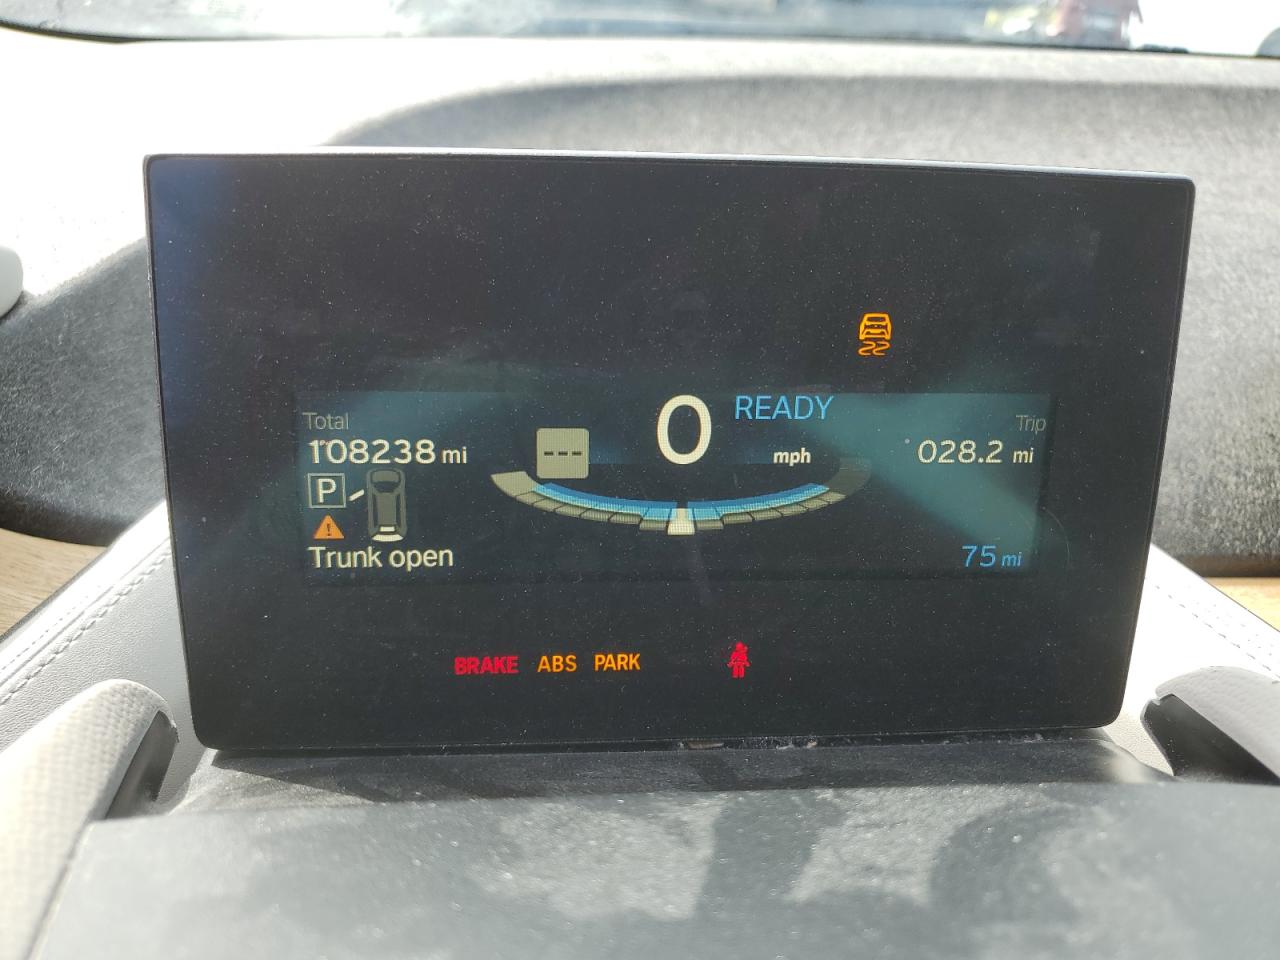 0 READY
mph
Total
108238 mi
P
Trunk open
---
Trip
028.2 mi
75 mi
BRAKE ABS PARK